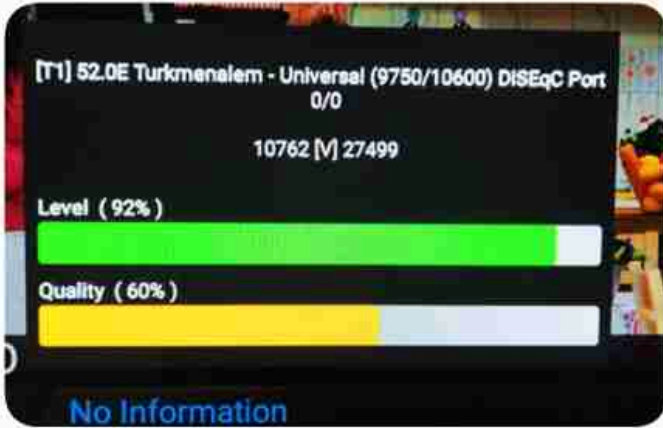 [T1] 52.0E Turkmenalem - Universal (9750/10600) DiSEqC Port
0/0
10762 [V] 27499
Level ( 92% )
Quality ( 60% )
No Information